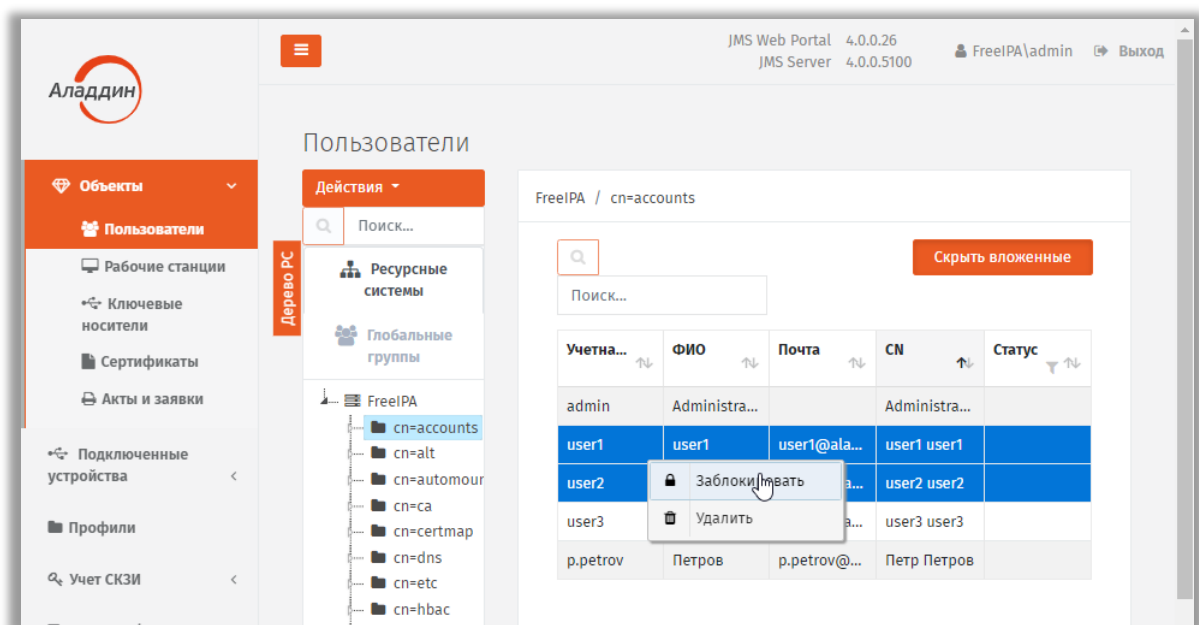 JMS Web Portal 4.0.0.26
JMS Server 4.0.0.5100
FreeIPA\admin
Выход
Аладдин
Объекты
Пользователи
Рабочие станции
Ключевые
носители
Сертификаты
Акты и заявки
Подключенные
устройства
Профили
Учет СКЗИ
Пользователи
Действия
Поиск...
Дерево РС
Ресурсные
системы
Глобальные
группы
FreeIPA
cn=accounts
cn=alt
cn=automour
cn=ca
cn=certmap
cn=dns
cn=etc
cn=hbac
FreeIPA / cn=accounts
Скрыть вложенные
Поиск...
Учетна... ФИО Почта CN Статус
admin Administra... Administra...
user1 user1 user1@ala... user1 user1
user2 a... user2 user2
user3 a... user3 user3
p.petrov Петров p.petrov@... Петр Петров
Заблокировать
Удалить